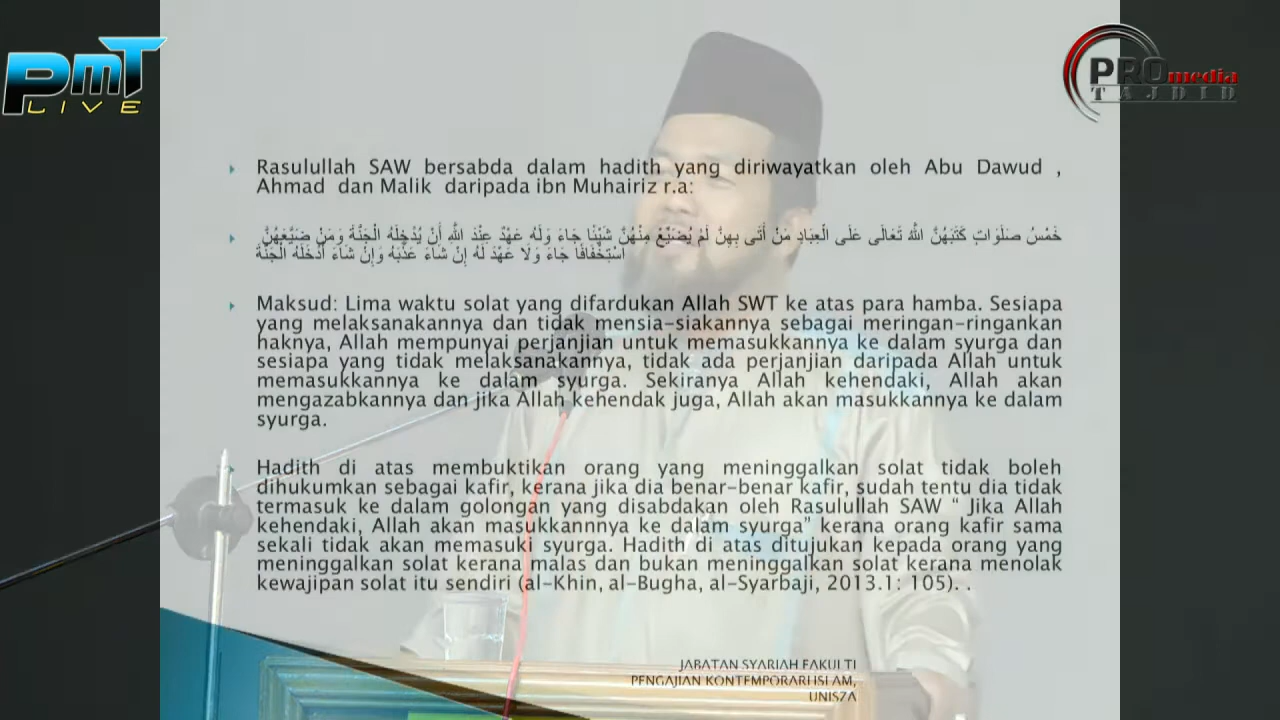 PMT
LIVE
PROmedia
TAJDID
Rasulullah SAW bersabda dalam hadith yang diriwayatkan oleh Abu Dawud ,
Ahmad dan Malik daripada ibn Muhairiz r.a:
خَمْسُ صَلَوَاتٍ كَتَبَهُنَّ اللَّهُ تَعَالَى عَلَى الْعِبَادِ مَنْ أَتَى بِهِنَّ لَمْ يُضَيِّعْ مِنْهُنَّ شَيْئًا جَاءَ وَلَهُ عَهْدٌ عِنْدَ اللَّهِ أَنْ يُدْخِلَهُ الْجَنَّةَ وَمَنْ ضَيَّعَهُنَّ
اسْتِخْفَافًا جَاءَ وَلَا عَهْدَ لَهُ إِنْ شَاءَ عَذَّبَهُ وَإِنْ شَاءَ أَدْخَلَهُ الْجَنَّةَ
Maksud: Lima waktu solat yang difardukan Allah SWT ke atas para hamba. Sesiapa
yang melaksanakannya dan tidak mensia-siakannya sebagai meringan-ringankan
haknya, Allah mempunyai perjanjian untuk memasukkannya ke dalam syurga dan
sesiapa yang tidak melaksanakannya, tidak ada perjanjian daripada Allah untuk
memasukkannya ke dalam syurga. Sekiranya Allah kehendaki, Allah akan
mengazabkannya dan jika Allah kehendak juga, Allah akan masukkannya ke dalam
syurga.
Hadith di atas membuktikan orang yang meninggalkan solat tidak boleh
dihukumkan sebagai kafir, kerana jika dia benar-benar kafir, sudah tentu dia tidak
termasuk ke dalam golongan yang disabdakan oleh Rasulullah SAW “ Jika Allah
kehendaki, Allah akan masukkannnya ke dalam syurga” kerana orang kafir sama
sekali tidak akan memasuki syurga. Hadith di atas ditujukan kepada orang yang
meninggalkan solat kerana malas dan bukan meninggalkan solat kerana menolak
kewajipan solat itu sendiri (al-Khin, al-Bugha, al-Syarbaji, 2013.1: 105). .
JABATAN SYARIAH FAKULTI
PENGAJIAN KONTEMPORARI ISLAM,
UNISZA